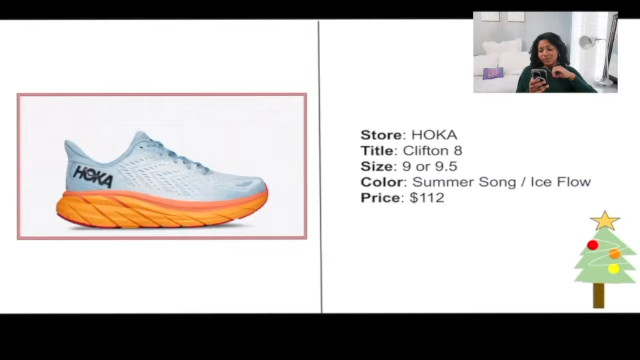 HOKA
Store: HOKA
Title: Clifton 8
Size: 9 or 9.5
Color: Summer Song / Ice Flow
Price: $112